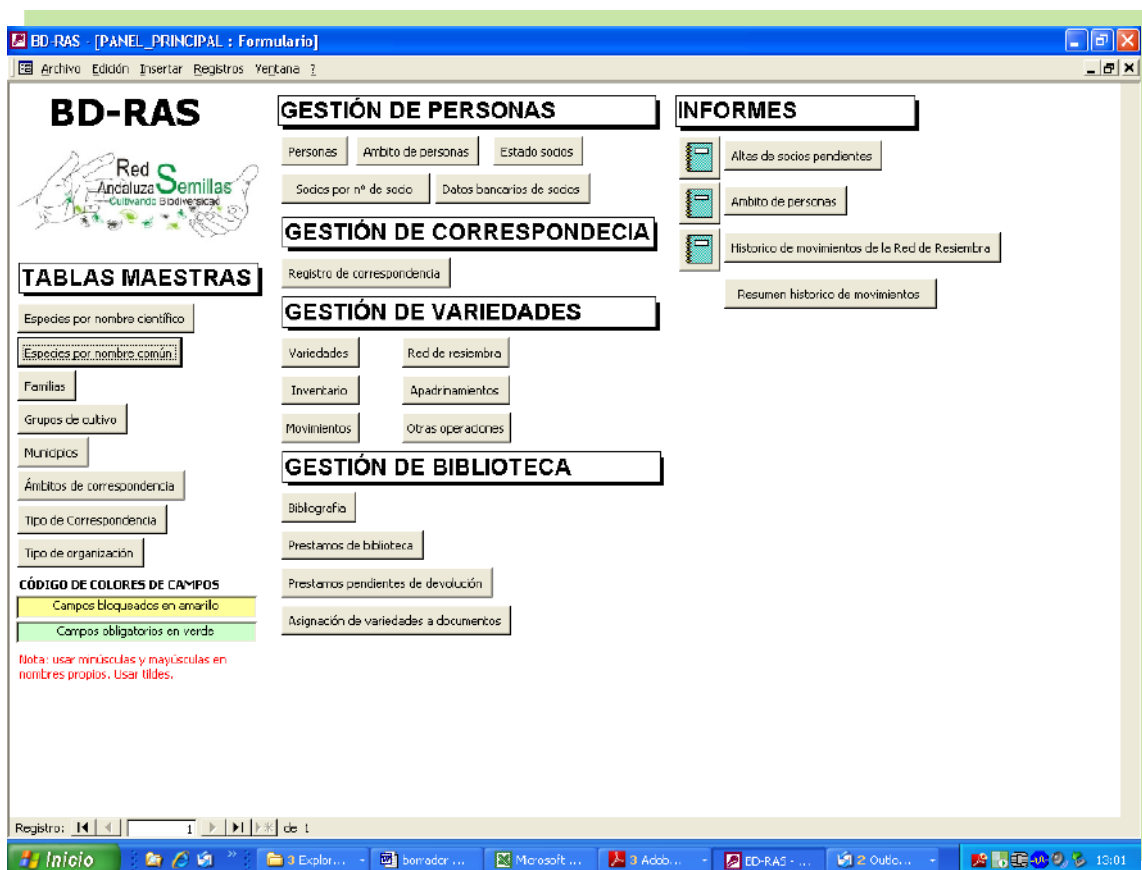 BD-RAS - [PANEL_PRINCIPAL : Formulario]
Archivo Edición Insertar Registros Ventana ?
BD-RAS
Red
Andaluza Semillas
Cultivando Biodiversidad
TABLAS MAESTRAS
Especies por nombre científico
Especies por nombre común
Familias
Grupos de cultivo
Municipios
Ámbitos de correspondencia
Tipo de Correspondencia
Tipo de organización
CÓDIGO DE COLORES DE CAMPOS
Campos bloqueados en amarillo
Campos obligatorios en verde
Nota: usar minúsculas y mayúsculas en
nombres propios. Usar tildes.
GESTIÓN DE PERSONAS
Personas Ambito de personas Estado socios
Socios por nº de socio Datos bancarios de socios
GESTIÓN DE CORRESPONDECIA
Registro de correspondencia
GESTIÓN DE VARIEDADES
Variedades Red de resiembra
Inventario Apadrinamientos
Movimientos Otras operaciones
GESTIÓN DE BIBLIOTECA
Bibliografia
Prestamos de biblioteca
Prestamos pendientes de devolución
Asignación de variedades a documentos
INFORMES
Altas de socios pendientes
Ambito de personas
Historico de movimientos de la Red de Resiembra
Resumen historico de movimientos
Registro: 1 de 1
Inicio 3 Explor... borrador ... Microsoft ... 3 Adob... BD-RAS - ... 2 Outlo... 13:01